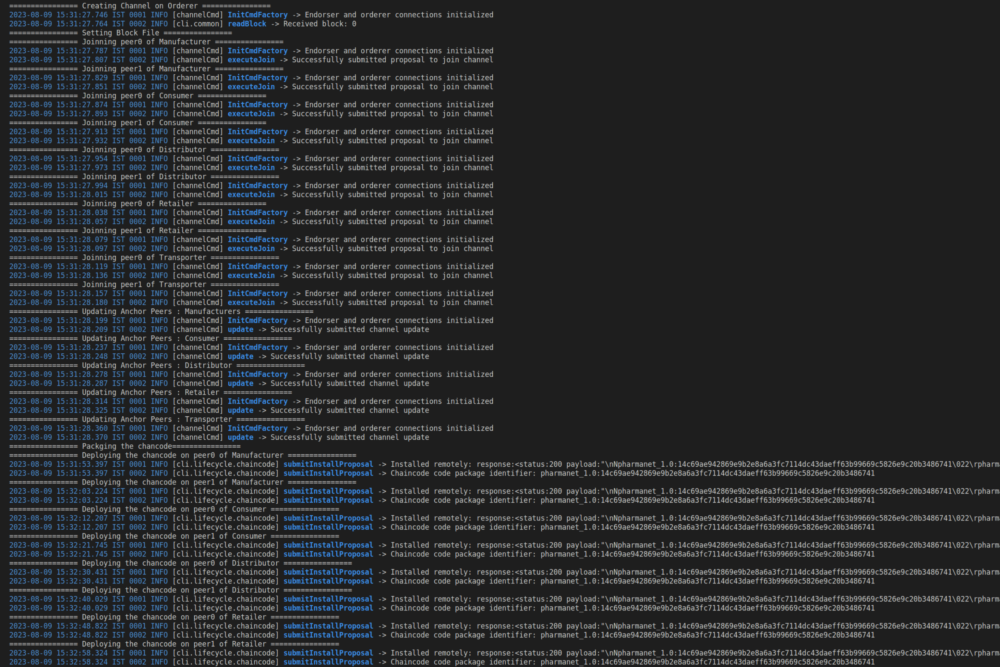 ================ Creating Channel on Orderer ================
2023-08-09 15:31:27.746 IST 0001 INFO [channelCmd] InitCmdFactory -> Endorser and orderer connections initialized
2023-08-09 15:31:27.764 IST 0002 INFO [cli.common] readBlock -> Received block: 0
================ Setting Block File ================
================ Joinning peer0 of Manufacturer ================
2023-08-09 15:31:27.787 IST 0001 INFO [channelCmd] InitCmdFactory -> Endorser and orderer connections initialized
2023-08-09 15:31:27.807 IST 0002 INFO [channelCmd] executeJoin -> Successfully submitted proposal to join channel
================ Joinning peer1 of Manufacturer ================
2023-08-09 15:31:27.829 IST 0001 INFO [channelCmd] InitCmdFactory -> Endorser and orderer connections initialized
2023-08-09 15:31:27.851 IST 0002 INFO [channelCmd] executeJoin -> Successfully submitted proposal to join channel
================ Joinning peer0 of Consumer ================
2023-08-09 15:31:27.874 IST 0001 INFO [channelCmd] InitCmdFactory -> Endorser and orderer connections initialized
2023-08-09 15:31:27.893 IST 0002 INFO [channelCmd] executeJoin -> Successfully submitted proposal to join channel
================ Joinning peer1 of Consumer ================
2023-08-09 15:31:27.913 IST 0001 INFO [channelCmd] InitCmdFactory -> Endorser and orderer connections initialized
2023-08-09 15:31:27.932 IST 0002 INFO [channelCmd] executeJoin -> Successfully submitted proposal to join channel
================ Joinning peer0 of Distributor ================
2023-08-09 15:31:27.954 IST 0001 INFO [channelCmd] InitCmdFactory -> Endorser and orderer connections initialized
2023-08-09 15:31:27.973 IST 0002 INFO [channelCmd] executeJoin -> Successfully submitted proposal to join channel
================ Joinning peer1 of Distributor ================
2023-08-09 15:31:27.994 IST 0001 INFO [channelCmd] InitCmdFactory -> Endorser and orderer connections initialized
2023-08-09 15:31:28.015 IST 0002 INFO [channelCmd] executeJoin -> Successfully submitted proposal to join channel
================ Joinning peer0 of Retailer ================
2023-08-09 15:31:28.038 IST 0001 INFO [channelCmd] InitCmdFactory -> Endorser and orderer connections initialized
2023-08-09 15:31:28.057 IST 0002 INFO [channelCmd] executeJoin -> Successfully submitted proposal to join channel
================ Joinning peer1 of Retailer ================
2023-08-09 15:31:28.079 IST 0001 INFO [channelCmd] InitCmdFactory -> Endorser and orderer connections initialized
2023-08-09 15:31:28.097 IST 0002 INFO [channelCmd] executeJoin -> Successfully submitted proposal to join channel
================ Joinning peer0 of Transporter ================
2023-08-09 15:31:28.119 IST 0001 INFO [channelCmd] InitCmdFactory -> Endorser and orderer connections initialized
2023-08-09 15:31:28.136 IST 0002 INFO [channelCmd] executeJoin -> Successfully submitted proposal to join channel
================ Joinning peer1 of Transporter ================
2023-08-09 15:31:28.157 IST 0001 INFO [channelCmd] InitCmdFactory -> Endorser and orderer connections initialized
2023-08-09 15:31:28.180 IST 0002 INFO [channelCmd] executeJoin -> Successfully submitted proposal to join channel
================ Updating Anchor Peers : Manufacturers ================
2023-08-09 15:31:28.199 IST 0001 INFO [channelCmd] InitCmdFactory -> Endorser and orderer connections initialized
2023-08-09 15:31:28.209 IST 0002 INFO [channelCmd] update -> Successfully submitted channel update
================ Updating Anchor Peers : Consumer ================
2023-08-09 15:31:28.237 IST 0001 INFO [channelCmd] InitCmdFactory -> Endorser and orderer connections initialized
2023-08-09 15:31:28.248 IST 0002 INFO [channelCmd] update -> Successfully submitted channel update
================ Updating Anchor Peers : Distributor ================
2023-08-09 15:31:28.278 IST 0001 INFO [channelCmd] InitCmdFactory -> Endorser and orderer connections initialized
2023-08-09 15:31:28.287 IST 0002 INFO [channelCmd] update -> Successfully submitted channel update
================ Updating Anchor Peers : Retailer ================
2023-08-09 15:31:28.314 IST 0001 INFO [channelCmd] InitCmdFactory -> Endorser and orderer connections initialized
2023-08-09 15:31:28.325 IST 0002 INFO [channelCmd] update -> Successfully submitted channel update
================ Updating Anchor Peers : Transporter ================
2023-08-09 15:31:28.360 IST 0001 INFO [channelCmd] InitCmdFactory -> Endorser and orderer connections initialized
2023-08-09 15:31:28.370 IST 0002 INFO [channelCmd] update -> Successfully submitted channel update
================ Packging the chancode================
================ Deploying the chancode on peer0 of Manufacturer ================
2023-08-09 15:31:53.397 IST 0001 INFO [cli.lifecycle.chaincode] submitInstallProposal -> Installed remotely: response:<status:200 payload:"\nNpharmanet_1.0:14c69ae942869e9b2e8a6a3fc7114dc43daeff63b99669c5826e9c20b3486741\022\rpharm
2023-08-09 15:31:53.397 IST 0002 INFO [cli.lifecycle.chaincode] submitInstallProposal -> Chaincode code package identifier: pharmanet_1.0:14c69ae942869e9b2e8a6a3fc7114dc43daeff63b99669c5826e9c20b3486741
================ Deploying the chancode on peer1 of Manufacturer ================
2023-08-09 15:32:03.224 IST 0001 INFO [cli.lifecycle.chaincode] submitInstallProposal -> Installed remotely: response:<status:200 payload:"\nNpharmanet_1.0:14c69ae942869e9b2e8a6a3fc7114dc43daeff63b99669c5826e9c20b3486741\022\rpharm
2023-08-09 15:32:03.224 IST 0002 INFO [cli.lifecycle.chaincode] submitInstallProposal -> Chaincode code package identifier: pharmanet_1.0:14c69ae942869e9b2e8a6a3fc7114dc43daeff63b99669c5826e9c20b3486741
================ Deploying the chancode on peer0 of Consumer ================
2023-08-09 15:32:12.207 IST 0001 INFO [cli.lifecycle.chaincode] submitInstallProposal -> Installed remotely: response:<status:200 payload:"\nNpharmanet_1.0:14c69ae942869e9b2e8a6a3fc7114dc43daeff63b99669c5826e9c20b3486741\022\rpharm
2023-08-09 15:32:12.207 IST 0002 INFO [cli.lifecycle.chaincode] submitInstallProposal -> Chaincode code package identifier: pharmanet_1.0:14c69ae942869e9b2e8a6a3fc7114dc43daeff63b99669c5826e9c20b3486741
================ Deploying the chancode on peer1 of Consumer ================
2023-08-09 15:32:21.745 IST 0001 INFO [cli.lifecycle.chaincode] submitInstallProposal -> Installed remotely: response:<status:200 payload:"\nNpharmanet_1.0:14c69ae942869e9b2e8a6a3fc7114dc43daeff63b99669c5826e9c20b3486741\022\rpharm
2023-08-09 15:32:21.745 IST 0002 INFO [cli.lifecycle.chaincode] submitInstallProposal -> Chaincode code package identifier: pharmanet_1.0:14c69ae942869e9b2e8a6a3fc7114dc43daeff63b99669c5826e9c20b3486741
================ Deploying the chancode on peer0 of Distributor ================
2023-08-09 15:32:30.431 IST 0001 INFO [cli.lifecycle.chaincode] submitInstallProposal -> Installed remotely: response:<status:200 payload:"\nNpharmanet_1.0:14c69ae942869e9b2e8a6a3fc7114dc43daeff63b99669c5826e9c20b3486741\022\rpharm
2023-08-09 15:32:30.431 IST 0002 INFO [cli.lifecycle.chaincode] submitInstallProposal -> Chaincode code package identifier: pharmanet_1.0:14c69ae942869e9b2e8a6a3fc7114dc43daeff63b99669c5826e9c20b3486741
================ Deploying the chancode on peer1 of Distributor ================
2023-08-09 15:32:40.029 IST 0001 INFO [cli.lifecycle.chaincode] submitInstallProposal -> Installed remotely: response:<status:200 payload:"\nNpharmanet_1.0:14c69ae942869e9b2e8a6a3fc7114dc43daeff63b99669c5826e9c20b3486741\022\rpharm
2023-08-09 15:32:40.029 IST 0002 INFO [cli.lifecycle.chaincode] submitInstallProposal -> Chaincode code package identifier: pharmanet_1.0:14c69ae942869e9b2e8a6a3fc7114dc43daeff63b99669c5826e9c20b3486741
================ Deploying the chancode on peer0 of Retailer ================
2023-08-09 15:32:48.822 IST 0001 INFO [cli.lifecycle.chaincode] submitInstallProposal -> Installed remotely: response:<status:200 payload:"\nNpharmanet_1.0:14c69ae942869e9b2e8a6a3fc7114dc43daeff63b99669c5826e9c20b3486741\022\rpharm
2023-08-09 15:32:48.822 IST 0002 INFO [cli.lifecycle.chaincode] submitInstallProposal -> Chaincode code package identifier: pharmanet_1.0:14c69ae942869e9b2e8a6a3fc7114dc43daeff63b99669c5826e9c20b3486741
================ Deploying the chancode on peer1 of Retailer ================
2023-08-09 15:32:58.324 IST 0001 INFO [cli.lifecycle.chaincode] submitInstallProposal -> Installed remotely: response:<status:200 payload:"\nNpharmanet_1.0:14c69ae942869e9b2e8a6a3fc7114dc43daeff63b99669c5826e9c20b3486741\022\rpharm
2023-08-09 15:32:58.324 IST 0002 INFO [cli.lifecycle.chaincode] submitInstallProposal -> Chaincode code package identifier: pharmanet_1.0:14c69ae942869e9b2e8a6a3fc7114dc43daeff63b99669c5826e9c20b3486741